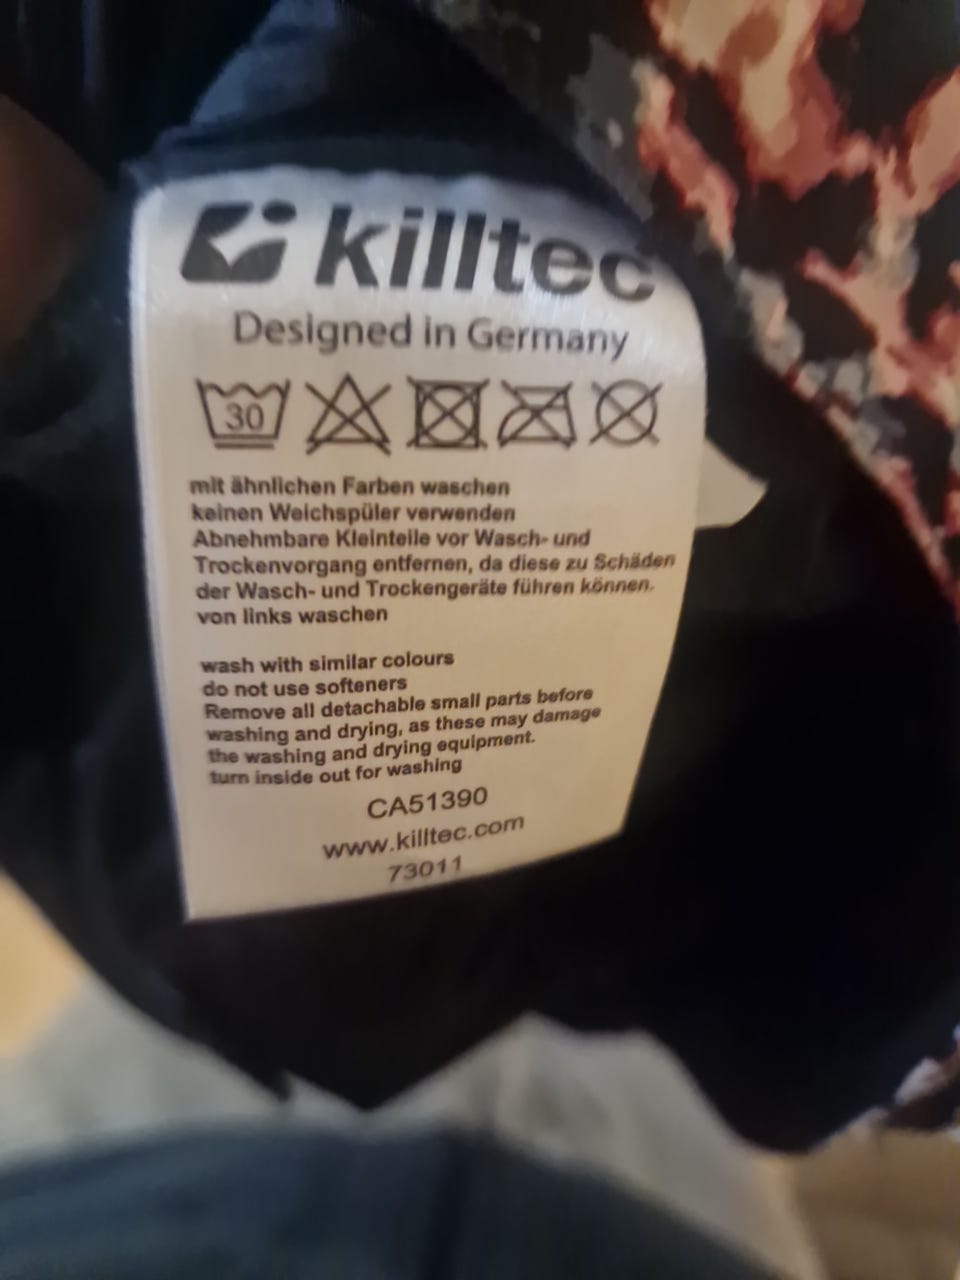 killtec
Designed in Germany
30
mit ähnlichen Farben waschen
keinen Weichspüler verwenden
Abnehmbare Kleinteile vor Wasch- und
Trockenvorgang entfernen, da diese zu Schäden
der Wasch- und Trockengeräte führen können.
von links waschen
wash with similar colours
do not use softeners
Remove all detachable small parts before
washing and drying, as these may damage
the washing and drying equipment.
turn inside out for washing
CA51390
www.killtec.com
73011